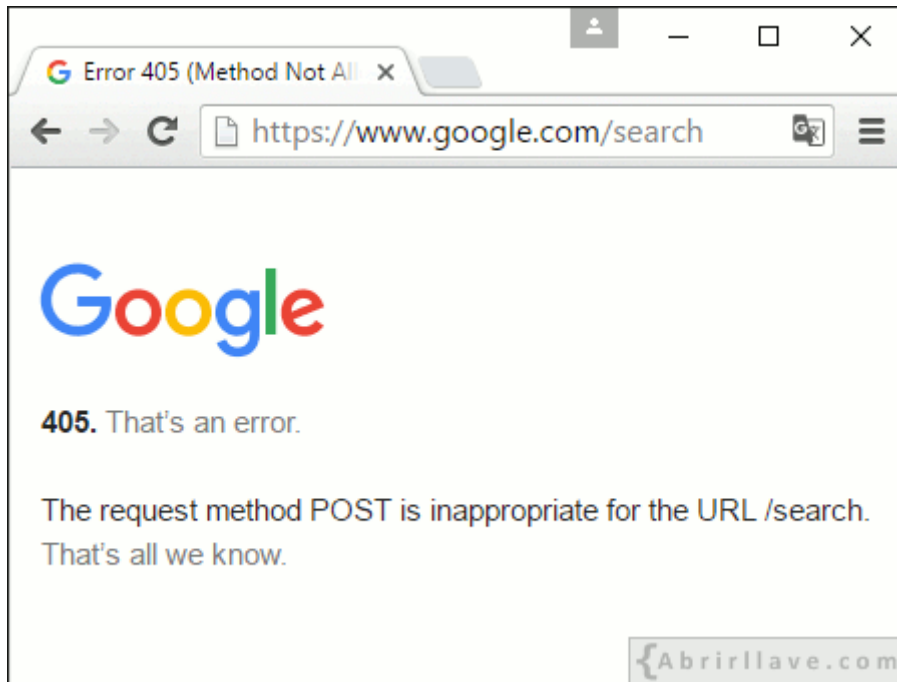 Error 405 (Method Not All
https://www.google.com/search
Google
405. That's an error.
The request method POST is inappropriate for the URL /search.
That's all we know.
{Abrirllave.com